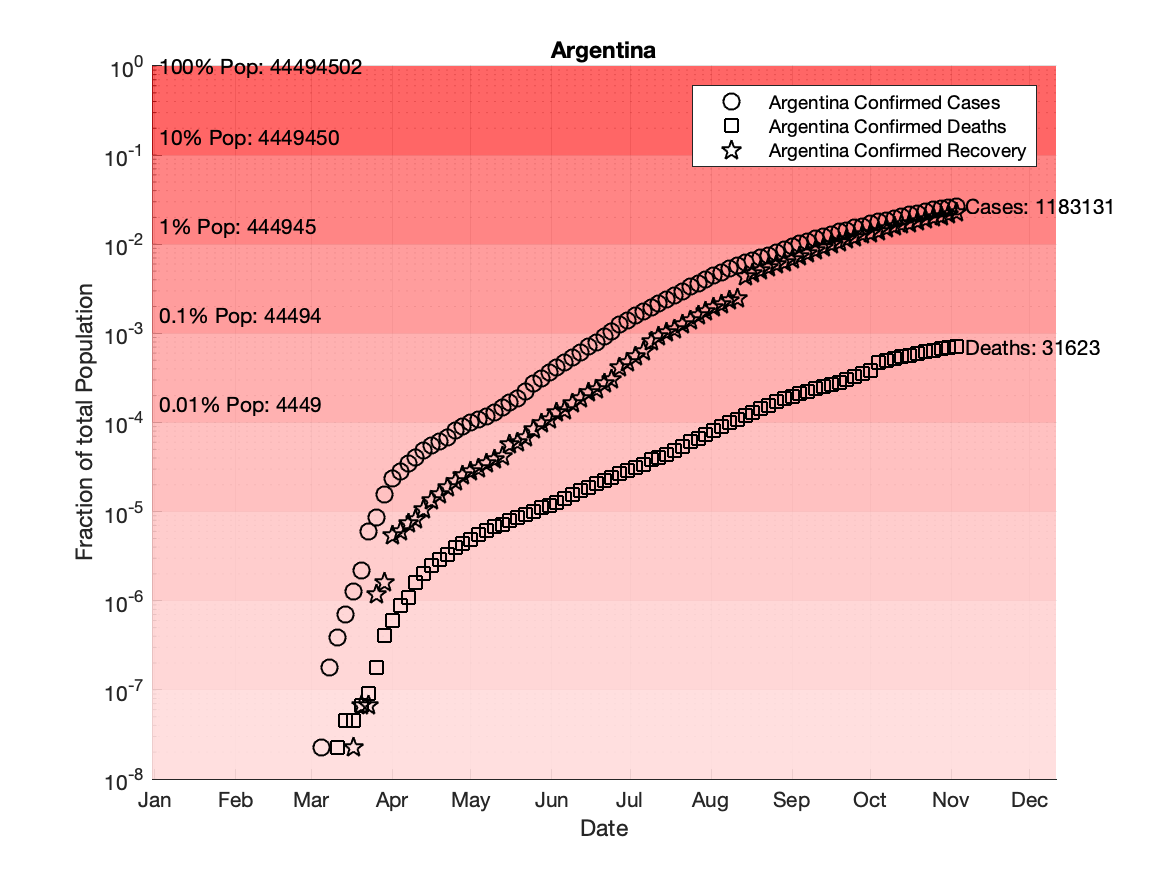 Argentina
10^0
10^-1
10^-2
10^-3
10^-4
10^-5
10^-6
10^-7
10^-8
Fraction of total Population
100% Pop: 44494502
10% Pop: 4449450
1% Pop: 444945
0.1% Pop: 44494
0.01% Pop: 4449
Argentina Confirmed Cases
Argentina Confirmed Deaths
Argentina Confirmed Recovery
Cases: 1183131
Deaths: 31623
Jan Feb Mar Apr May Jun Jul Aug Sep Oct Nov Dec
Date